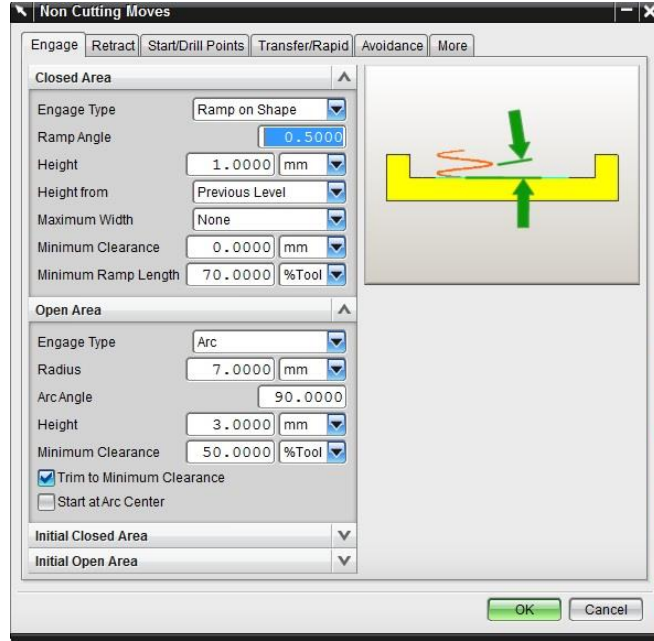 Non Cutting Moves
Engage Retract Start/Drill Points Transfer/Rapid Avoidance More
Closed Area
Engage Type Ramp on Shape
Ramp Angle 0.5000
Height 1.0000 mm
Height from Previous Level
Maximum Width None
Minimum Clearance 0.0000 mm
Minimum Ramp Length 70.0000 %Tool
Open Area
Engage Type Arc
Radius 7.0000 mm
Arc Angle 90.0000
Height 3.0000 mm
Minimum Clearance 50.0000 %Tool
Trim to Minimum Clearance
Start at Arc Center
Initial Closed Area
Initial Open Area
OK Cancel